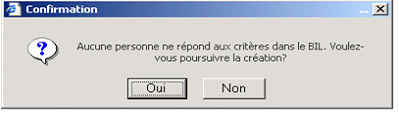 Confirmation
Aucune personne ne répond aux critères dans le BIL. Voulez-
vous poursuivre la création?
Oui Non